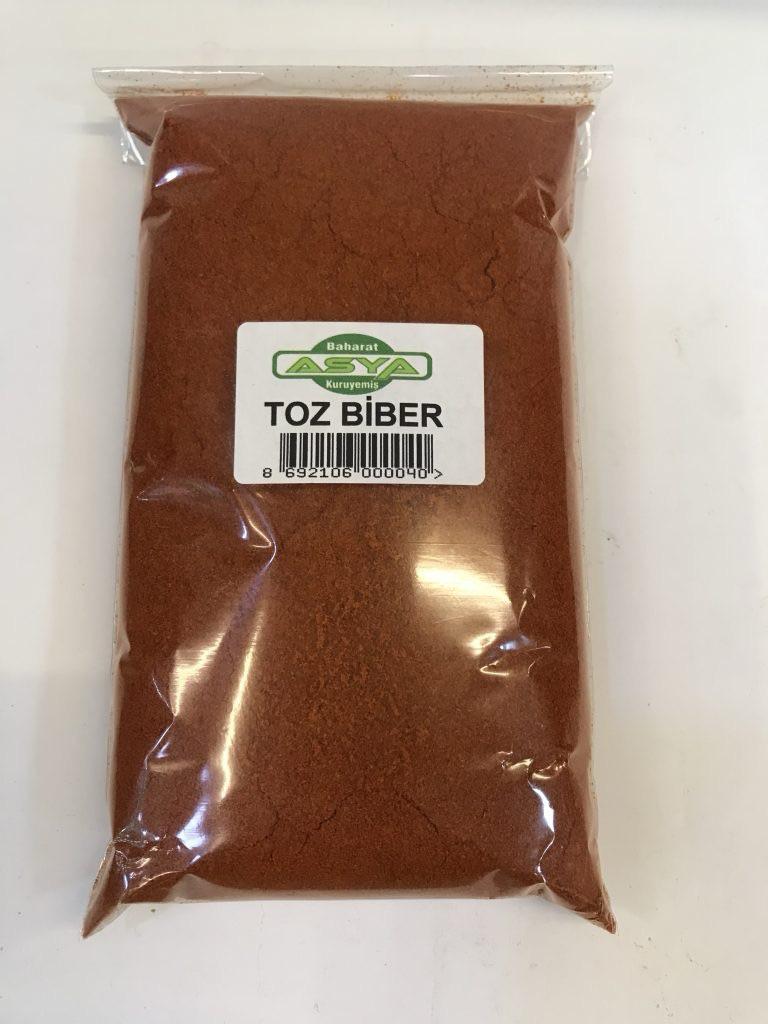 Baharat
ASYA
Kuruyemiş
TOZ BİBER
8 692106 000040 >